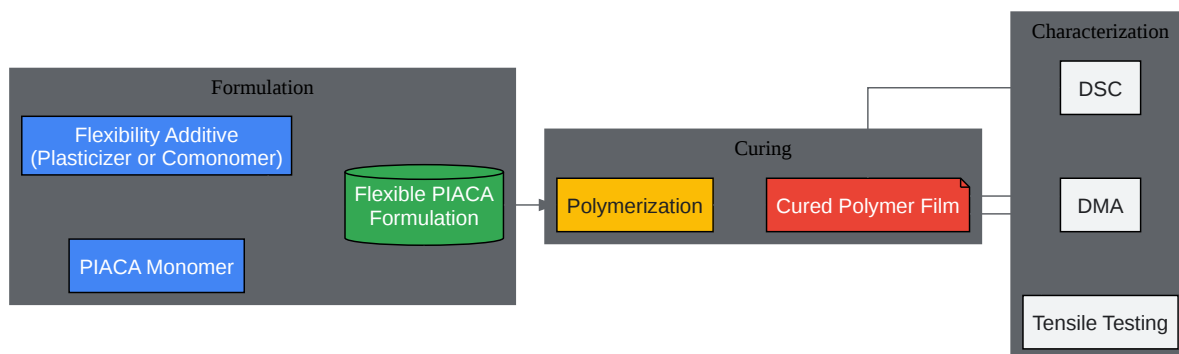 Formulation
Flexibility Additive
(Plasticizer or Comonomer)
Flexible PIACA
Formulation
PIACA Monomer
Curing
Polymerization
Cured Polymer Film
Characterization
DSC
DMA
Tensile Testing